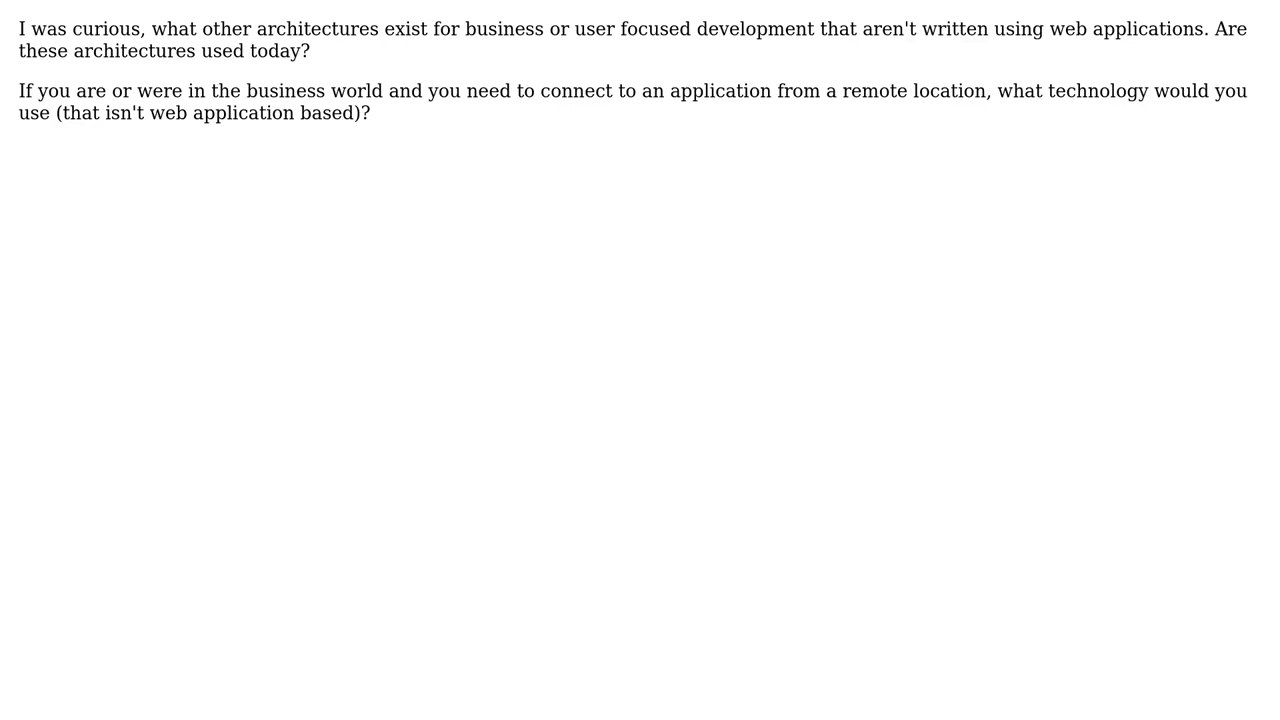 I was curious, what other architectures exist for business or user focused development that aren't written using web applications. Are
these architectures used today?
If you are or were in the business world and you need to connect to an application from a remote location, what technology would you
use (that isn't web application based)?